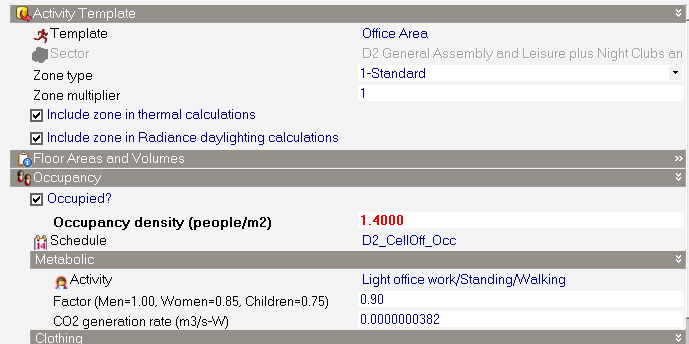 Activity Template
Template Office Area
Sector D2 General Assembly and Leisure plus Night Clubs an
Zone type 1-Standard
Zone multiplier 1
Include zone in thermal calculations
Include zone in Radiance daylighting calculations
Floor Areas and Volumes
Occupancy
Occupied?
Occupancy density (people/m2) 1.4000
Schedule D2_CellOff_Occ
Metabolic
Activity Light office work/Standing/Walking
Factor (Men=1.00, Women=0.85, Children=0.75) 0.90
CO2 generation rate (m3/s-W) 0.0000000382
Clothing